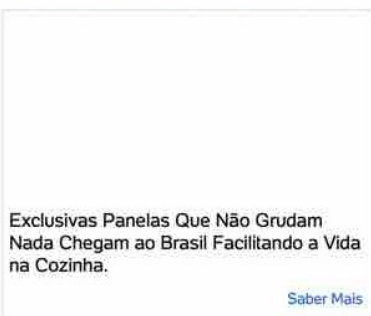 Exclusivas Panelas Que Não Grudam
Nada Chegam ao Brasil Facilitando a Vida
na Cozinha.
Saber Mais